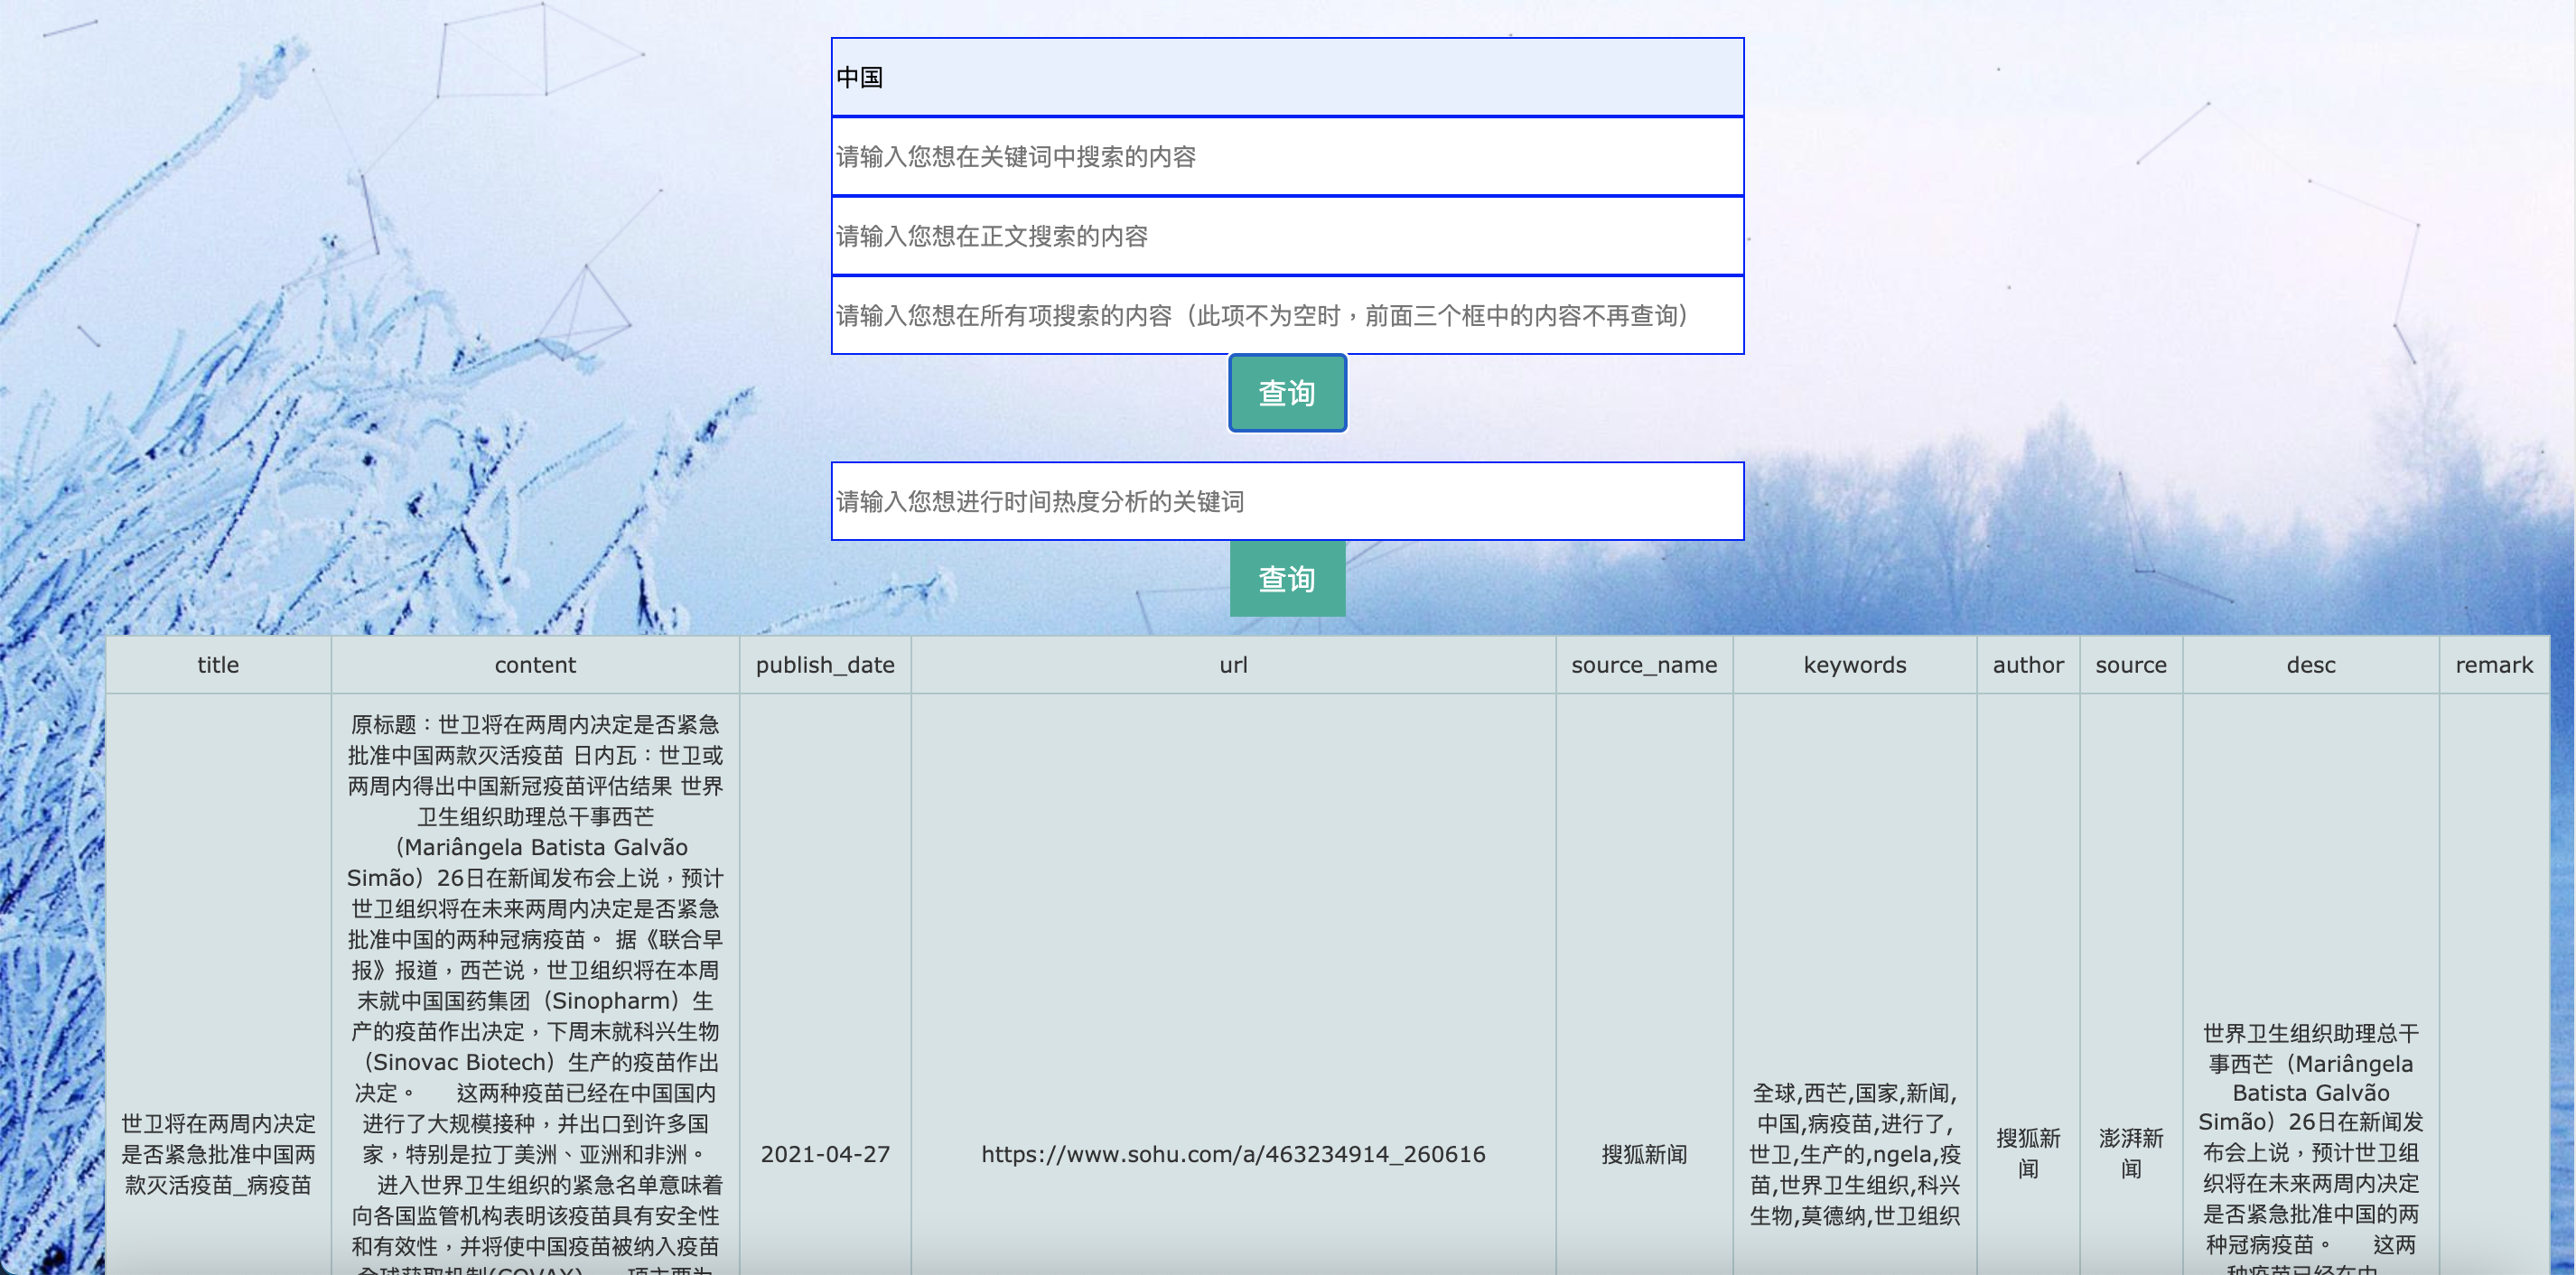 中国
请输入您想在关键词中搜索的内容
请输入您想在正文搜索的内容
请输入您想在所有项搜索的内容（此项不为空时，前面三个框中的内容不再查询）
查询
请输入您想进行时间热度分析的关键词
查询
title content publish_date url source_name keywords author source desc remark
世卫将在两周内决定
是否紧急批准中国两
款灭活疫苗_病疫苗
原标题：世卫将在两周内决定是否紧急
批准中国两款灭活疫苗 日内瓦：世卫或
两周内得出中国新冠疫苗评估结果 世界
卫生组织助理总干事西芒
（Mariângela Batista Galvão
Simão）26日在新闻发布会上说，预计
世卫组织将在未来两周内决定是否紧急
批准中国的两种冠病疫苗。 据《联合早
报》报道，西芒说，世卫组织将在本周
末就中国国药集团（Sinopharm）生
产的疫苗作出决定，下周末就科兴生物
（Sinovac Biotech）生产的疫苗作出
决定。 这两种疫苗已经在中国国内
进行了大规模接种，并出口到许多国
家，特别是拉丁美洲、亚洲和非洲。
进入世界卫生组织的紧急名单意味着
向各国监管机构表明该疫苗具有安全性
和有效性，并将使中国疫苗被纳入疫苗
2021-04-27
https://www.sohu.com/a/463234914_260616
搜狐新闻
全球,西芒,国家,新闻,
中国,病疫苗,进行了,
世卫,生产的,ngela,疫
苗,世界卫生组织,科兴
生物,莫德纳,世卫组织
搜狐新
闻
澎湃新
闻
世界卫生组织助理总干
事西芒（Mariângela
Batista Galvão
Simão）26日在新闻发
布会上说，预计世卫组
织将在未来两周内决定
是否紧急批准中国的两
种冠病疫苗。 这两